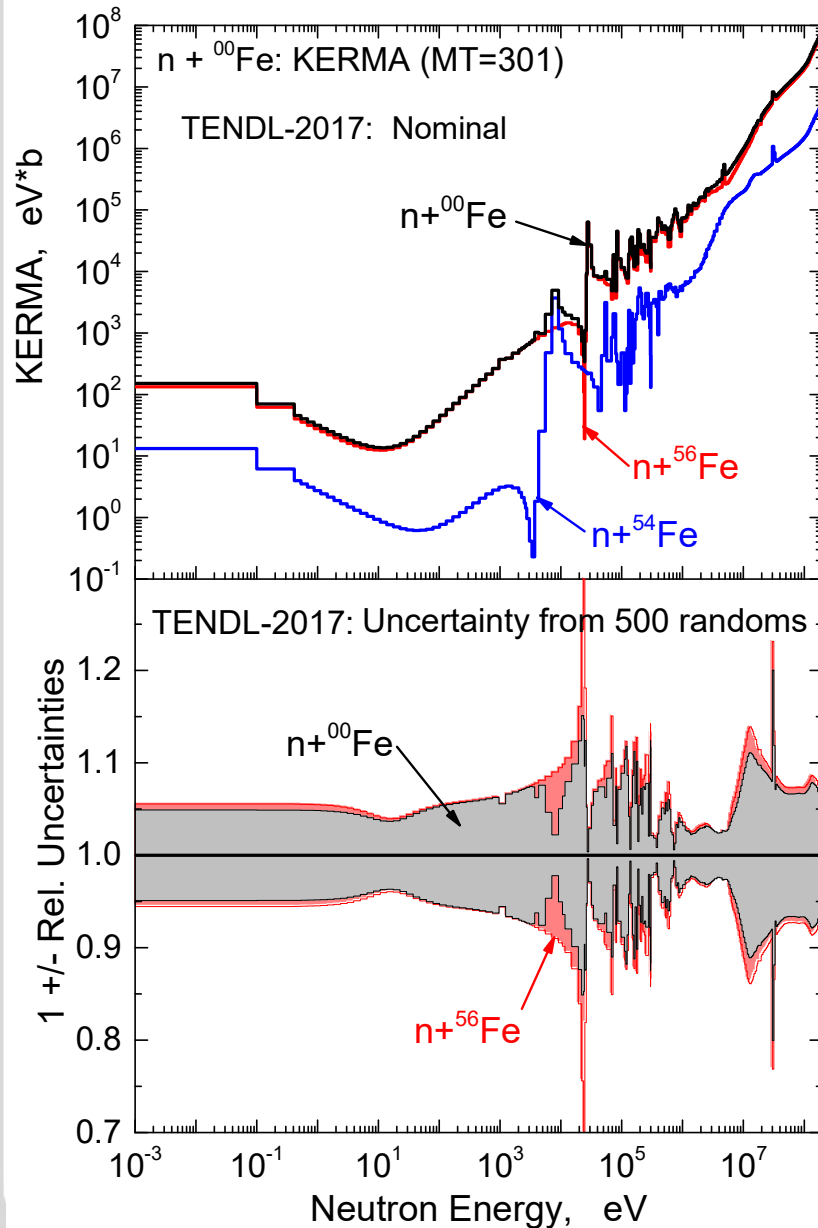 n + ⁰⁰Fe: KERMA (MT=301)
TENDL-2017: Nominal
n+⁰⁰Fe
n+⁵⁶Fe
n+⁵⁴Fe
KERMA, eV*b
10⁸
10⁷
10⁶
10⁵
10⁴
10³
10²
10¹
10⁰
10⁻¹
TENDL-2017: Uncertainty from 500 randoms
n+⁰⁰Fe
n+⁵⁶Fe
1 +/- Rel. Uncertainties
1.2
1.1
1.0
0.9
0.8
0.7
10⁻³ 10⁻¹ 10¹ 10³ 10⁵ 10⁷
Neutron Energy, eV